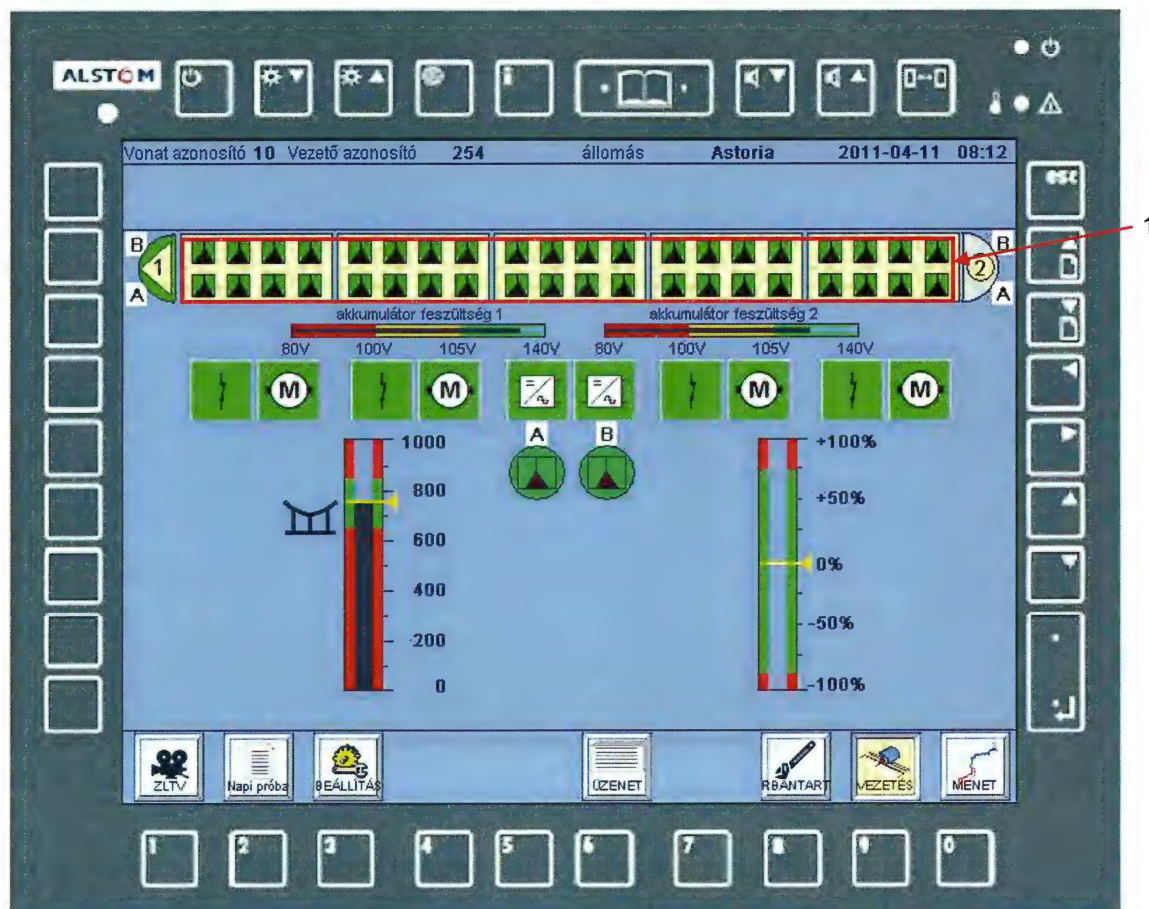 ALSTOM
Vonat azonosító 10 Vezető azonosító 254 állomás Astoria 2011-04-11 08:12
esc
1
B B
1 2
A A
akkumulátor feszültség 1 akkumulátor feszültség 2
80V 100V 105V 140V 80V 100V 105V 140V
M M M M
A B
1000 +100%
800 +50%
600
400 0%
200 -50%
0 -100%
ZLTV Napi próba BEÁLLÍTÁS ÜZENET RBANTART VEZETÉS MENET
1 2 3 4 5 6 7 8 9 0